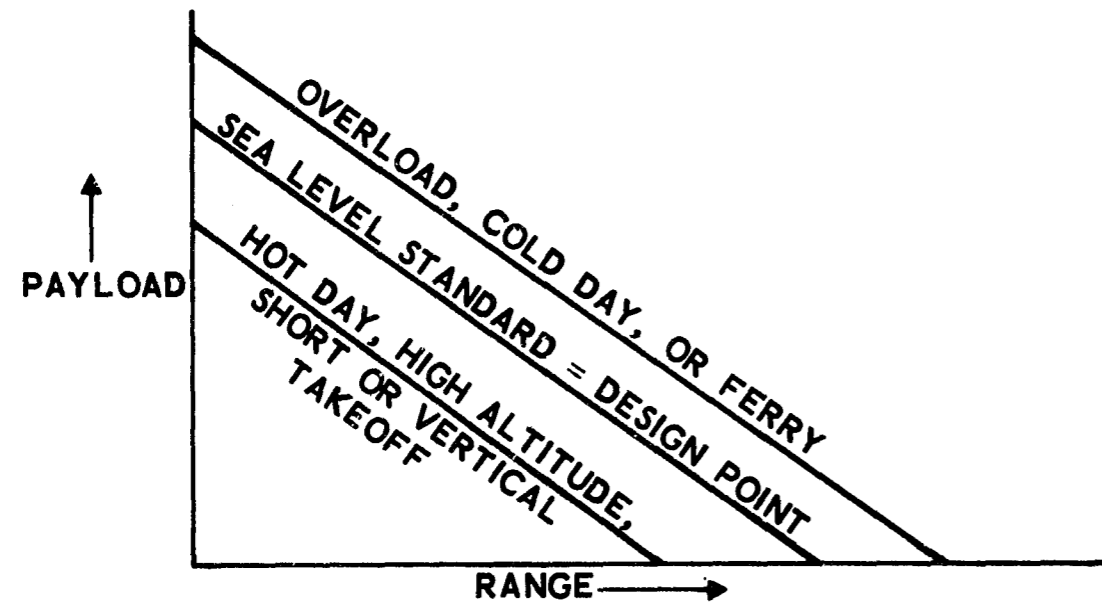 OVERLOAD, COLD DAY, OR FERRY
SEA LEVEL STANDARD = DESIGN POINT
HOT DAY, HIGH ALTITUDE,
SHORT OR VERTICAL
TAKEOFF
PAYLOAD
RANGE